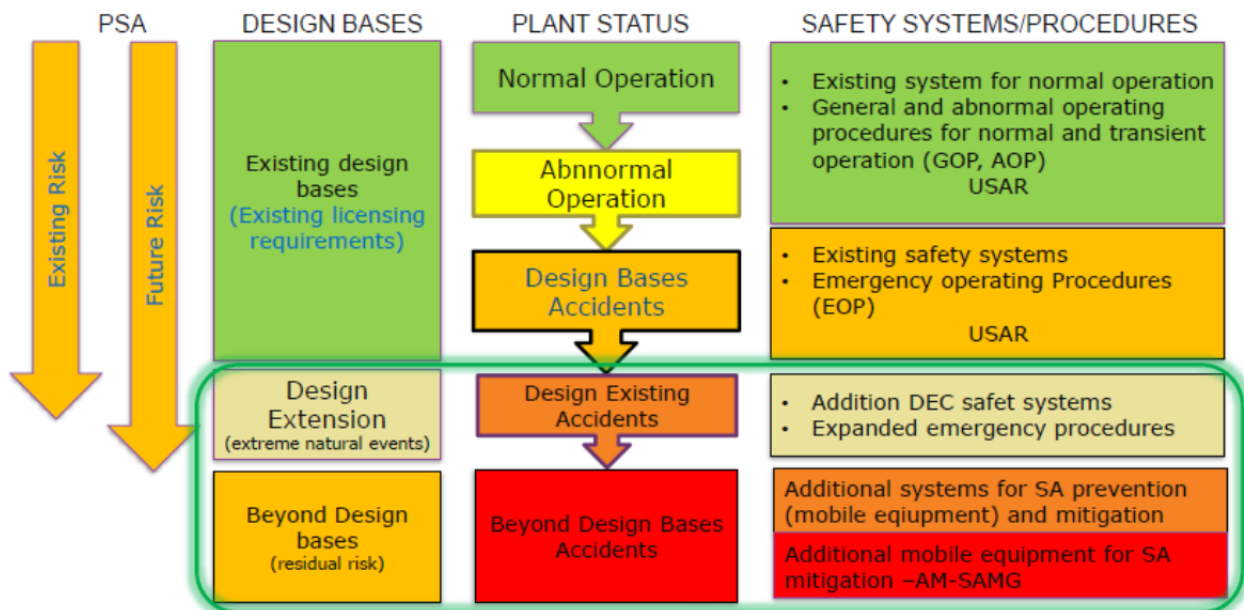 PSA
DESIGN BASES
PLANT STATUS
SAFETY SYSTEMS/PROCEDURES
Existing Risk
Future Risk
Existing design
bases
(Existing licensing
requirements)
Normal Operation
Abnnormal
Operation
Design Bases
Accidents
• Existing system for normal operation
• General and abnormal operating
procedures for normal and transient
operation (GOP, AOP)
USAR
• Existing safety systems
• Emergency operating Procedures
(EOP)
USAR
Design
Extension
(extreme natural events)
Design Existing
Accidents
• Addition DEC safet systems
• Expanded emergency procedures
Beyond Design
bases
(residual risk)
Beyond Design Bases
Accidents
Additional systems for SA prevention
(mobile eqiupment) and mitigation
Additional mobile equipment for SA
mitigation –AM-SAMG